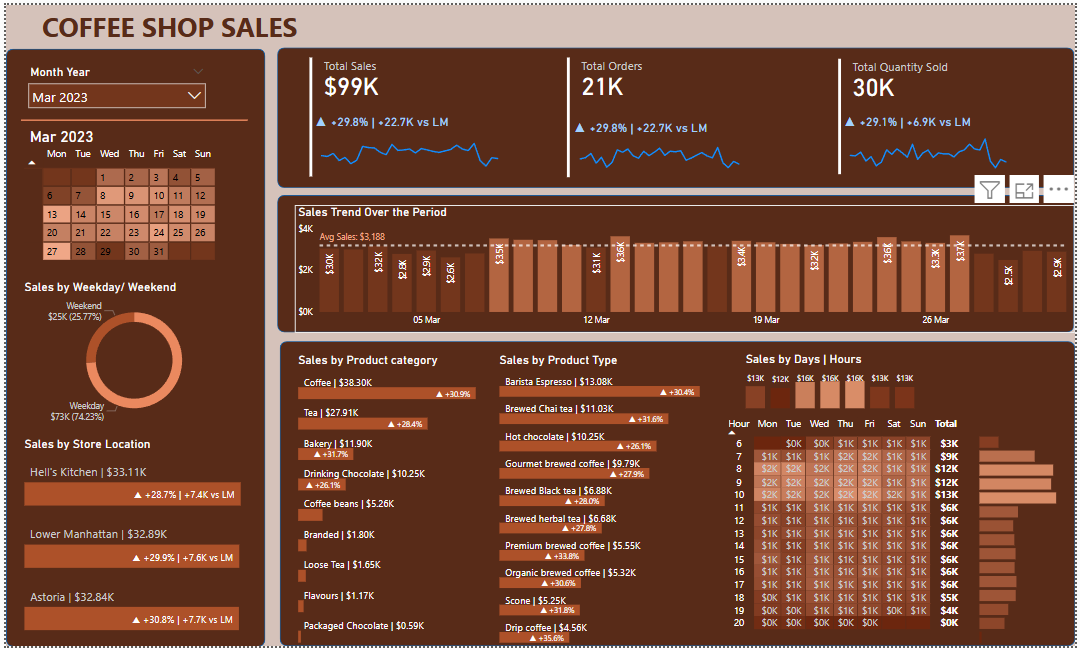 COFFEE SHOP SALES
Month Year
Mar 2023
Mar 2023
Mon Tue Wed Thu Fri Sat Sun
1 2 3 4 5
6 7 8 9 10 11 12
13 14 15 16 17 18 19
20 21 22 23 24 25 26
27 28 29 30 31
Sales by Weekday/ Weekend
Weekend
$25K (25.77%)
Weekday
$73K (74.23%)
Sales by Store Location
Hell's Kitchen | $33.11K
▲ +28.7% | +7.4K vs LM
Lower Manhattan | $32.89K
▲ +29.9% | +7.6K vs LM
Astoria | $32.84K
▲ +30.8% | +7.7K vs LM
Total Sales
$99K
▲ +29.8% | +22.7K vs LM
Total Orders
21K
▲ +29.8% | +22.7K vs LM
Total Quantity Sold
30K
▲ +29.1% | +6.9K vs LM
Sales Trend Over the Period
$4K
$2K
$0K
Avg Sales: $3,188
$3.0K
$3.2K
$2.8K
$2.9K
$2.6K
$3.5K
$3.1K
$3.6K
$3.4K
$3.2K
$3.6K
$3.3K
$3.7K
$2.5K
$2.9K
05 Mar 12 Mar 19 Mar 26 Mar
Sales by Product category
Coffee | $38.30K
▲ +30.9%
Tea | $27.91K
▲ +28.4%
Bakery | $11.90K
▲ +31.7%
Drinking Chocolate | $10.25K
▲ +26.1%
Coffee beans | $5.26K
Branded | $1.80K
Loose Tea | $1.65K
Flavours | $1.17K
Packaged Chocolate | $0.59K
Sales by Product Type
Barista Espresso | $13.08K
▲ +30.4%
Brewed Chai tea | $11.03K
▲ +31.6%
Hot chocolate | $10.25K
▲ +26.1%
Gourmet brewed coffee | $9.79K
▲ +27.9%
Brewed Black tea | $6.88K
▲ +28.0%
Brewed herbal tea | $6.68K
▲ +27.8%
Premium brewed coffee | $5.55K
▲ +33.8%
Organic brewed coffee | $5.32K
▲ +30.6%
Scone | $5.25K
▲ +31.8%
Drip coffee | $4.56K
▲ +35.6%
Sales by Days | Hours
$13K $12K $16K $16K $16K $13K $13K
Hour Mon Tue Wed Thu Fri Sat Sun Total
6 $0K $0K $1K $1K $1K $1K $3K
7 $1K $1K $1K $2K $2K $1K $1K $9K
8 $2K $2K $2K $2K $2K $1K $1K $12K
9 $2K $2K $2K $2K $2K $1K $1K $12K
10 $2K $2K $2K $2K $2K $1K $1K $13K
11 $1K $1K $1K $1K $1K $1K $1K $6K
12 $1K $1K $1K $1K $1K $1K $1K $6K
13 $1K $1K $1K $1K $1K $1K $1K $6K
14 $1K $1K $1K $1K $1K $1K $1K $6K
15 $1K $1K $1K $1K $1K $1K $1K $6K
16 $1K $1K $1K $1K $1K $1K $1K $6K
17 $1K $1K $1K $1K $1K $1K $1K $6K
18 $0K $0K $1K $1K $1K $1K $1K $5K
19 $0K $0K $1K $1K $1K $0K $1K $4K
20 $0K $0K $0K $0K $0K $0K